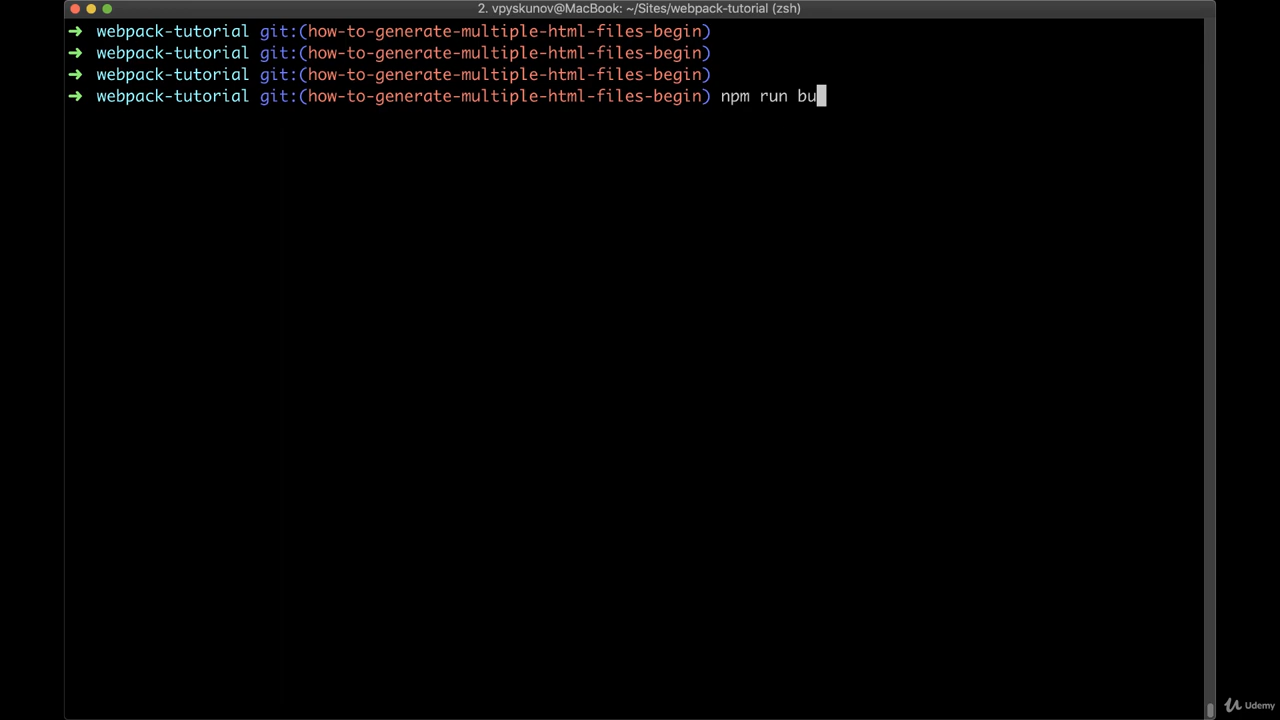 2. vpyskunov@MacBook: ~/Sites/webpack-tutorial (zsh)
➜ webpack-tutorial git:(how-to-generate-multiple-html-files-begin)
➜ webpack-tutorial git:(how-to-generate-multiple-html-files-begin)
➜ webpack-tutorial git:(how-to-generate-multiple-html-files-begin)
➜ webpack-tutorial git:(how-to-generate-multiple-html-files-begin) npm run bu
Udemy